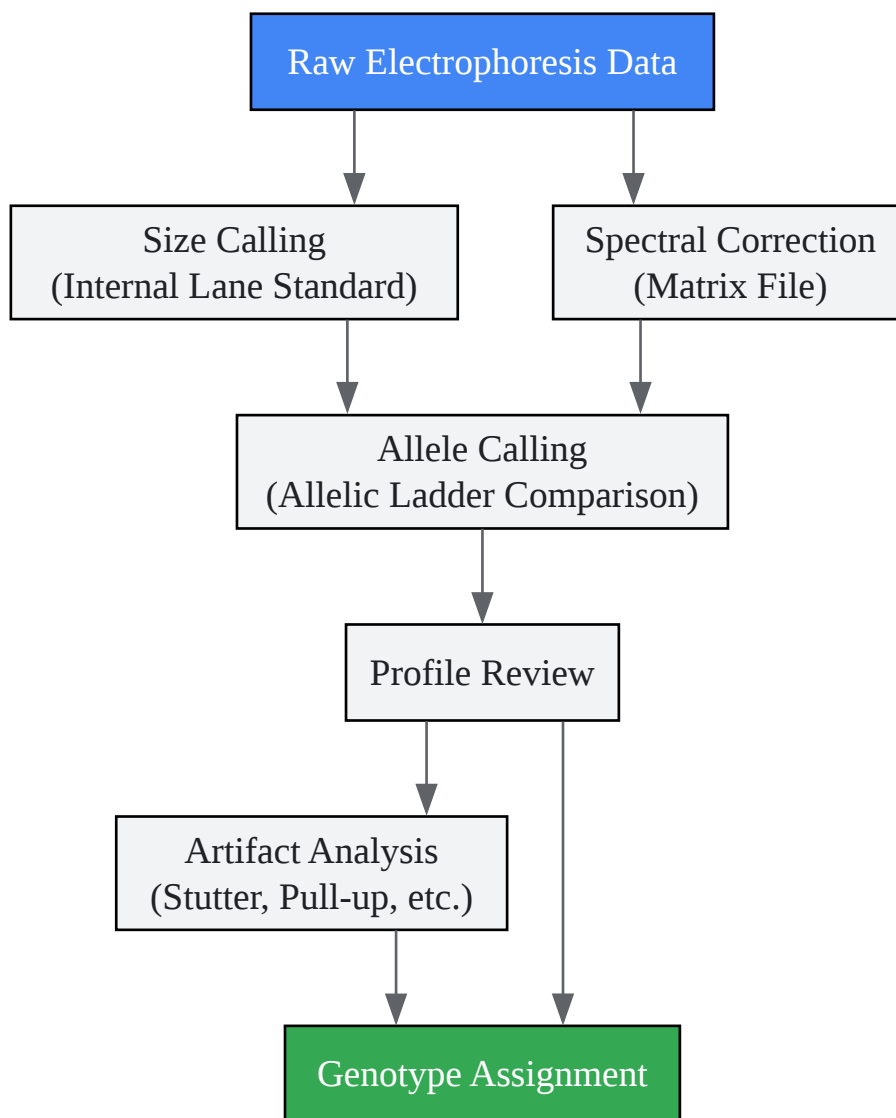 Raw Electrophoresis Data
Size Calling
(Internal Lane Standard)
Spectral Correction
(Matrix File)
Allele Calling
(Allelic Ladder Comparison)
Profile Review
Artifact Analysis
(Stutter, Pull-up, etc.)
Genotype Assignment